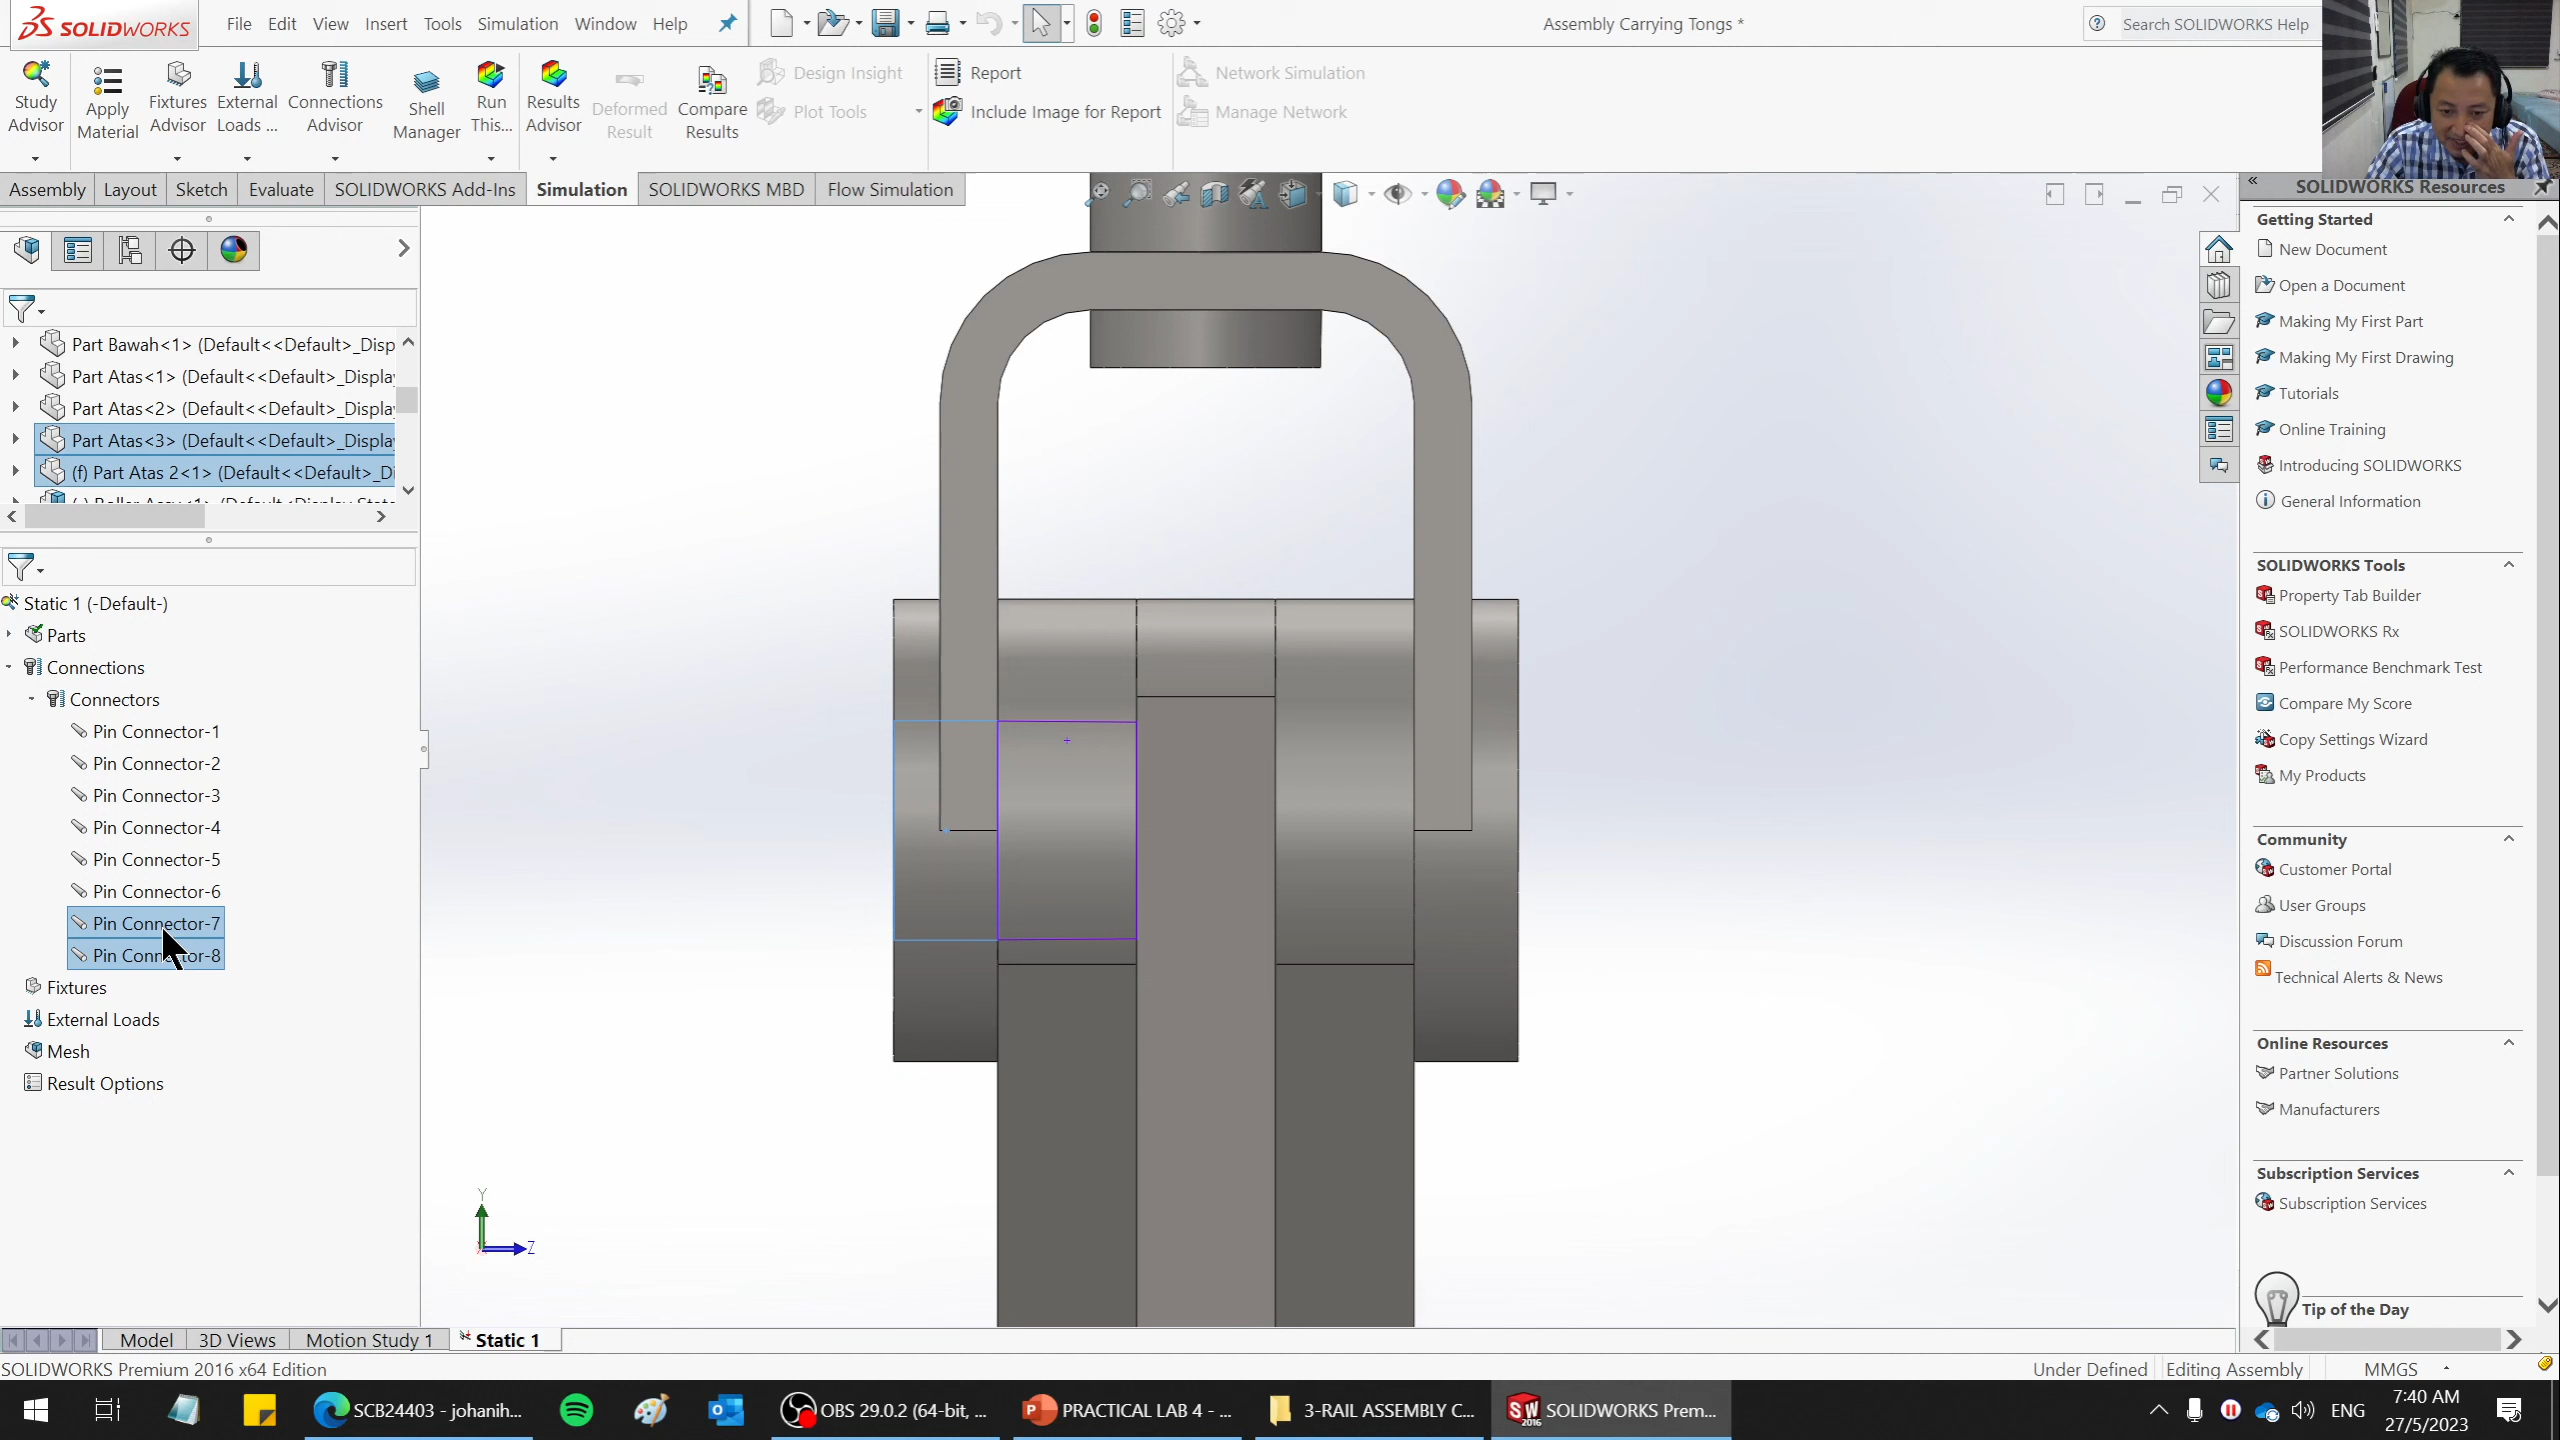 SOLIDWORKS
File Edit View Insert Tools Simulation Window Help
Assembly Carrying Tongs *
Search SOLIDWORKS Help
Study Advisor
Apply Material
Fixtures Advisor
External Loads ...
Connections Advisor
Shell Manager
Run This...
Results Advisor
Deformed Result
Compare Results
Design Insight
Plot Tools
Report
Include Image for Report
Network Simulation
Manage Network
Assembly Layout Sketch Evaluate SOLIDWORKS Add-Ins Simulation SOLIDWORKS MBD Flow Simulation
Part Bawah<1> (Default<<Default>_Disp
Part Atas<1> (Default<<Default>_Displa
Part Atas<2> (Default<<Default>_Displa
Part Atas<3> (Default<<Default>_Displa
(f) Part Atas 2<1> (Default<<Default>_Di
Static 1 (-Default-)
Parts
Connections
Connectors
Pin Connector-1
Pin Connector-2
Pin Connector-3
Pin Connector-4
Pin Connector-5
Pin Connector-6
Pin Connector-7
Pin Connector-8
Fixtures
External Loads
Mesh
Result Options
Y
Z
SOLIDWORKS Resources
Getting Started
New Document
Open a Document
Making My First Part
Making My First Drawing
Tutorials
Online Training
Introducing SOLIDWORKS
General Information
SOLIDWORKS Tools
Property Tab Builder
SOLIDWORKS Rx
Performance Benchmark Test
Compare My Score
Copy Settings Wizard
My Products
Community
Customer Portal
User Groups
Discussion Forum
Technical Alerts & News
Online Resources
Partner Solutions
Manufacturers
Subscription Services
Subscription Services
Tip of the Day
Model 3D Views Motion Study 1 Static 1
SOLIDWORKS Premium 2016 x64 Edition
Under Defined Editing Assembly MMGS
SCB24403 - johanih...
OBS 29.0.2 (64-bit, ...
PRACTICAL LAB 4 - ...
3-RAIL ASSEMBLY C...
SOLIDWORKS Prem...
ENG
7:40 AM
27/5/2023